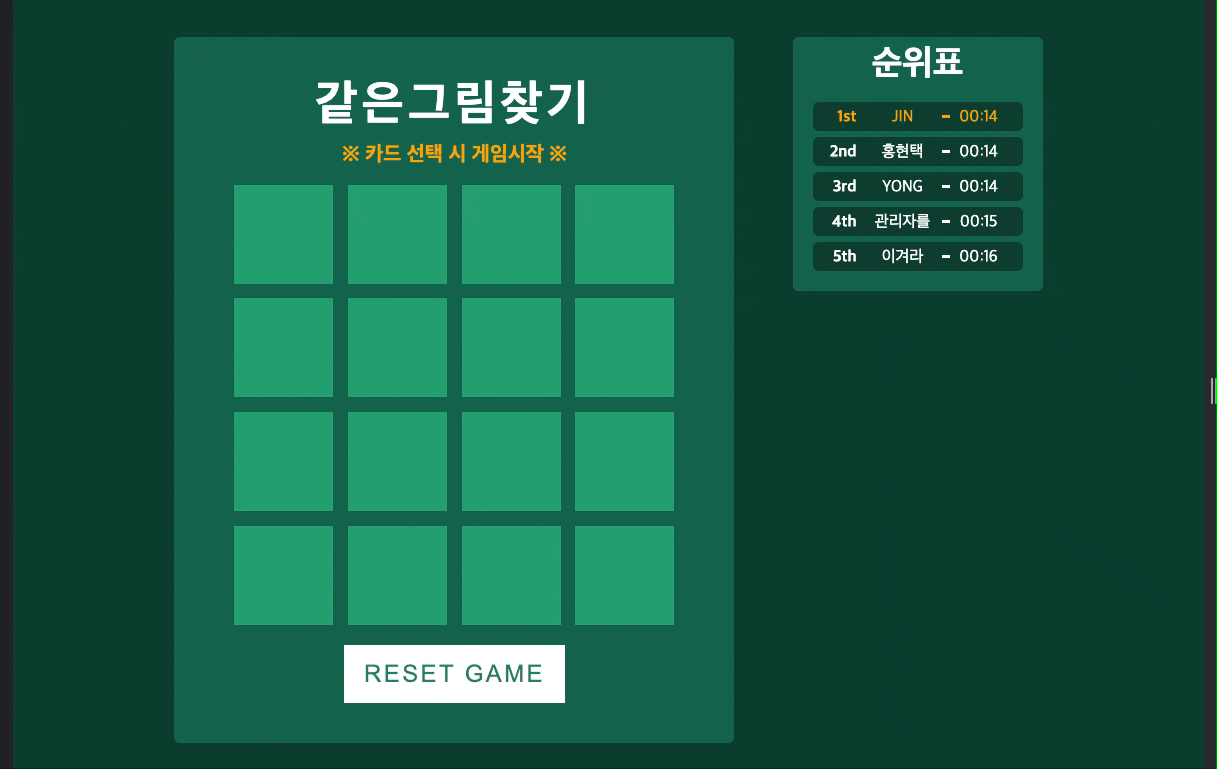 같은그림찾기
※ 카드 선택 시 게임시작 ※
RESET GAME
순위표
1st JIN - 00:14
2nd 홍현택 - 00:14
3rd YONG - 00:14
4th 관리자를 - 00:15
5th 이겨라 - 00:16